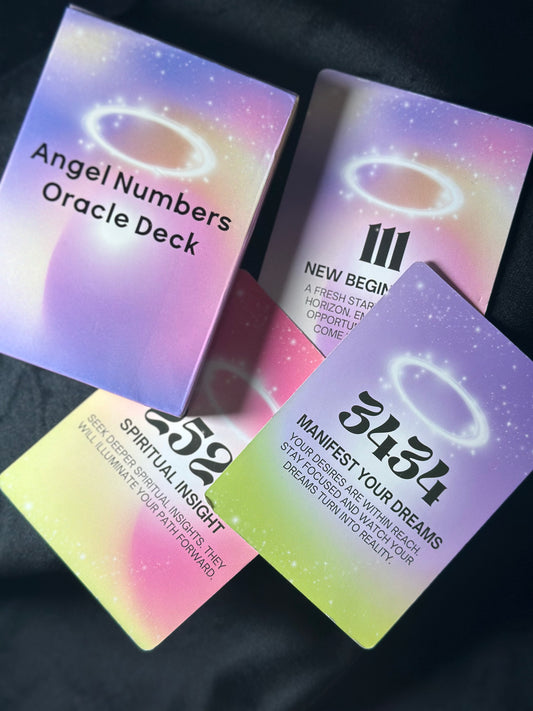 Angel Numbers
Oracle Deck
111
NEW BEGIN
A FRESH STAR
HORIZON. EM
OPPORTU
COME
252
SPIRITUAL INSIGHT
SEEK DEEPER SPIRITUAL INSIGHTS. THEY
WILL ILLUMINATE YOUR PATH FORWARD.
3434
MANIFEST YOUR DREAMS
YOUR DESIRES ARE WITHIN REACH.
STAY FOCUSED AND WATCH YOUR
DREAMS TURN INTO REALITY.